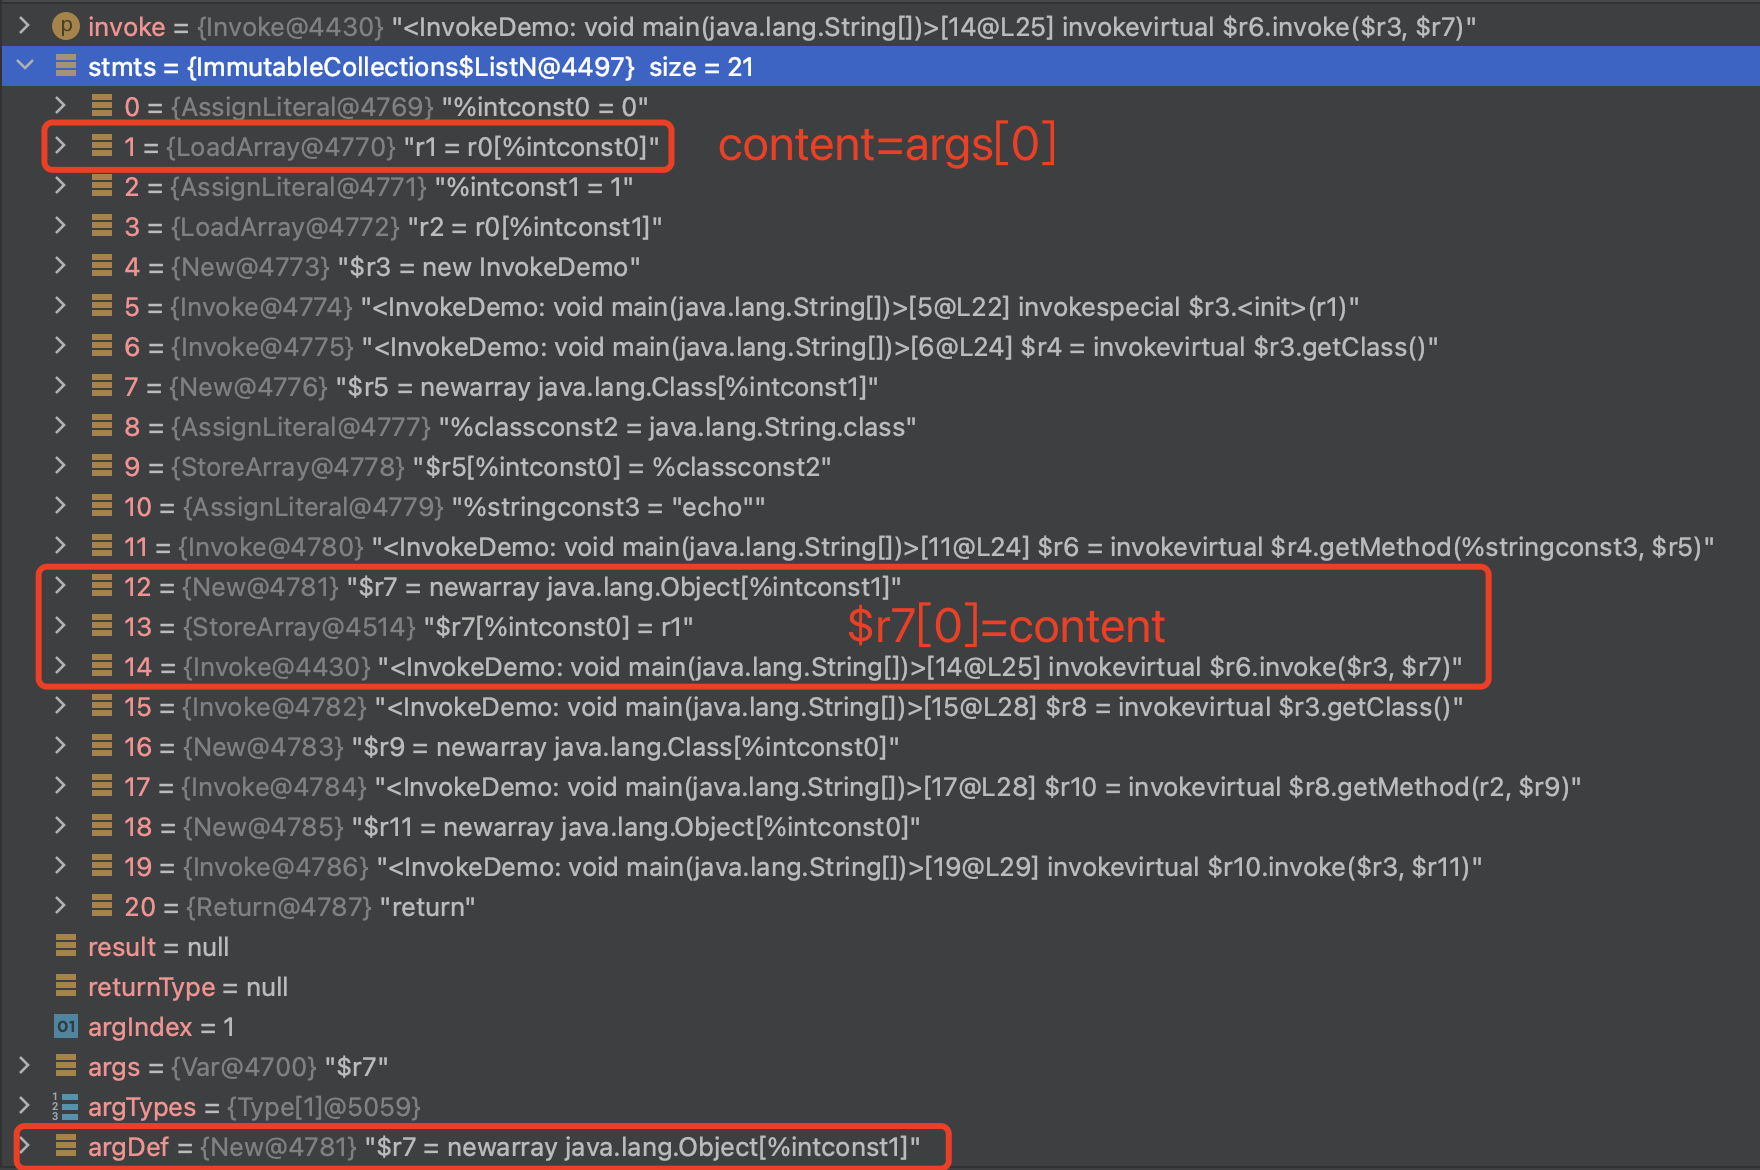 invoke = {Invoke@4430} "<InvokeDemo: void main(java.lang.String[])>[14@L25] invokevirtual $r6.invoke($r3, $r7)"
stmts = {ImmutableCollections$ListN@4497} size = 21
0 = {AssignLiteral@4769} "%intconst0 = 0"
1 = {LoadArray@4770} "r1 = r0[%intconst0]" content=args[0]
2 = {AssignLiteral@4771} "%intconst1 = 1"
3 = {LoadArray@4772} "r2 = r0[%intconst1]"
4 = {New@4773} "$r3 = new InvokeDemo"
5 = {Invoke@4774} "<InvokeDemo: void main(java.lang.String[])>[5@L22] invokespecial $r3.<init>(r1)"
6 = {Invoke@4775} "<InvokeDemo: void main(java.lang.String[])>[6@L24] $r4 = invokevirtual $r3.getClass()"
7 = {New@4776} "$r5 = newarray java.lang.Class[%intconst1]"
8 = {AssignLiteral@4777} "%classconst2 = java.lang.String.class"
9 = {StoreArray@4778} "$r5[%intconst0] = %classconst2"
10 = {AssignLiteral@4779} "%stringconst3 = "echo""
11 = {Invoke@4780} "<InvokeDemo: void main(java.lang.String[])>[11@L24] $r6 = invokevirtual $r4.getMethod(%stringconst3, $r5)"
12 = {New@4781} "$r7 = newarray java.lang.Object[%intconst1]"
13 = {StoreArray@4514} "$r7[%intconst0] = r1" $r7[0]=content
14 = {Invoke@4430} "<InvokeDemo: void main(java.lang.String[])>[14@L25] invokevirtual $r6.invoke($r3, $r7)"
15 = {Invoke@4782} "<InvokeDemo: void main(java.lang.String[])>[15@L28] $r8 = invokevirtual $r3.getClass()"
16 = {New@4783} "$r9 = newarray java.lang.Class[%intconst0]"
17 = {Invoke@4784} "<InvokeDemo: void main(java.lang.String[])>[17@L28] $r10 = invokevirtual $r8.getMethod(r2, $r9)"
18 = {New@4785} "$r11 = newarray java.lang.Object[%intconst0]"
19 = {Invoke@4786} "<InvokeDemo: void main(java.lang.String[])>[19@L29] invokevirtual $r10.invoke($r3, $r11)"
20 = {Return@4787} "return"
result = null
returnType = null
argIndex = 1
args = {Var@4700} "$r7"
argTypes = {Type[1]@5059}
argDef = {New@4781} "$r7 = newarray java.lang.Object[%intconst1]"